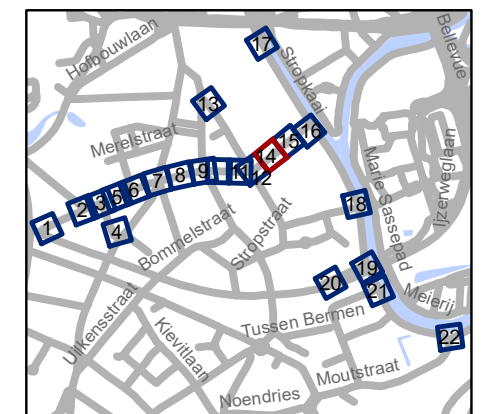 Hofbouwlaan
17
Stropkaai
Bellevue
13
Merelstraat
16
15
14
Ijzerweglaan
Marie Sassepad
11
12
9
8
7
6
5
3
2
1
4
18
Bommelstraat
Stropstraat
19
20
21
Meierij
Uilkensstraat
Tussen Bermen
22
Kievitlaan
Moutstraat
Noendries